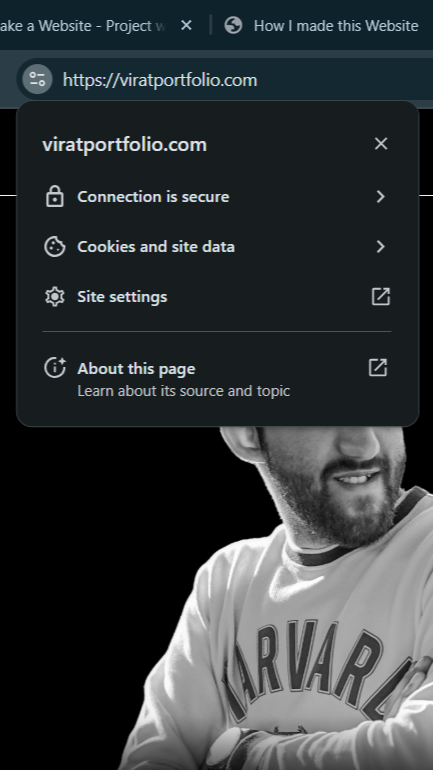 ake a Website - Project
How I made this Website
https://viratportfolio.com
viratportfolio.com
Connection is secure
Cookies and site data
Site settings
About this page
Learn about its source and topic
HARVARD